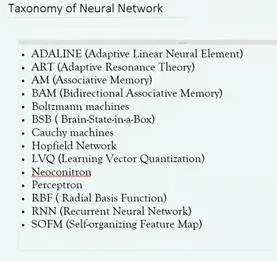 Taxonomy of Neural Network
• ADALINE (Adaptive Linear Neural Element)
• ART (Adaptive Resonance Theory)
• AM (Associative Memory)
• BAM (Bidirectional Associative Memory)
• Boltzmann machines
• BSB ( Brain-State-in-a-Box)
• Cauchy machines
• Hopfield Network
• LVQ (Learning Vector Quantization)
• Neoconitron
• Perceptron
• RBF ( Radial Basis Function)
• RNN (Recurrent Neural Network)
• SOFM (Self-organizing Feature Map)